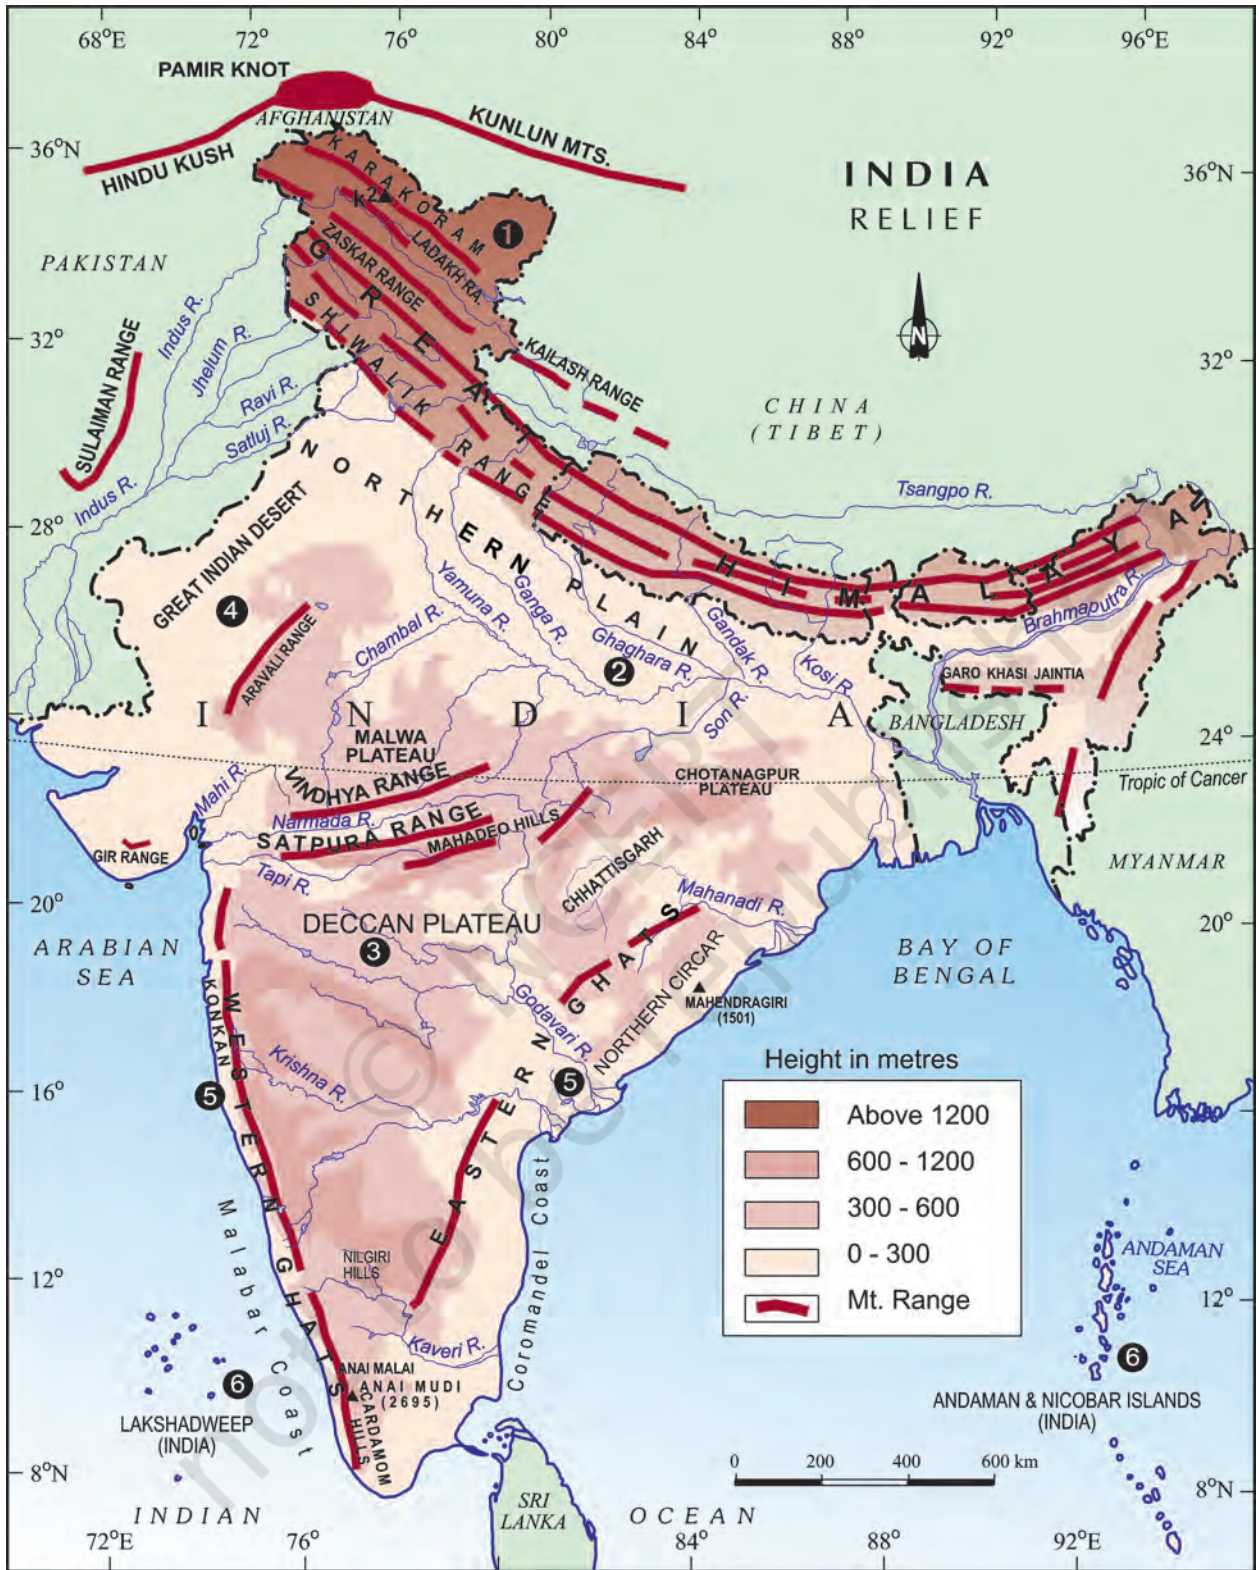 68°E 72° 76° 80° 84° 88° 92° 96°E
PAMIR KNOT
AFGHANISTAN
HINDU KUSH
KUNLUN MTS.
36°N
36°N
INDIA
RELIEF
KARAKORAM
K2
1
LADAKH RA.
ZASKAR RANGE
PAKISTAN
GREAT HIMALAYA
SHIWALIK RANGE
N
32°
32°
Indus R.
Jhelum R.
Ravi R.
Satluj R.
SULAIMAN RANGE
Indus R.
KAILASH RANGE
CHINA
(TIBET)
Tsangpo R.
28°
28°
NORTHERN PLAIN
GREAT INDIAN DESERT
4
ARAVALI RANGE
Chambal R.
Yamuna R.
Ganga R.
Ghaghara R.
2
Gandak R.
Kosi R.
Brahmaputra R.
GARO KHASI JAINTIA
BANGLADESH
INDIA
Son R.
MALWA
PLATEAU
24°
24°
Tropic of Cancer
CHOTANAGPUR
PLATEAU
Mahi R.
VINDHYA RANGE
Narmada R.
SATPURA RANGE
MAHADEO HILLS
GIR RANGE
Tapi R.
CHHATTISGARH
Mahanadi R.
MYANMAR
20°
20°
DECCAN PLATEAU
3
ARABIAN
SEA
BAY OF
BENGAL
WESTERN GHATS
KONKAN
EASTERN GHATS
NORTHERN CIRCAR
MAHENDRAGIRI
(1501)
Godavari R.
5
Krishna R.
5
16°
16°
Height in metres
Above 1200
600 - 1200
300 - 600
0 - 300
Mt. Range
Malabar Coast
Coromandel Coast
NILGIRI
HILLS
12°
12°
Kaveri R.
ANAI MALAI
ANAI MUDI
(2695)
CARDAMOM
HILLS
6
LAKSHADWEEP
(INDIA)
ANDAMAN
SEA
6
ANDAMAN & NICOBAR ISLANDS
(INDIA)
0 200 400 600 km
8°N
8°N
SRI
LANKA
INDIAN OCEAN
72°E 76° 84° 88° 92°E
© NCERT
not to be republished